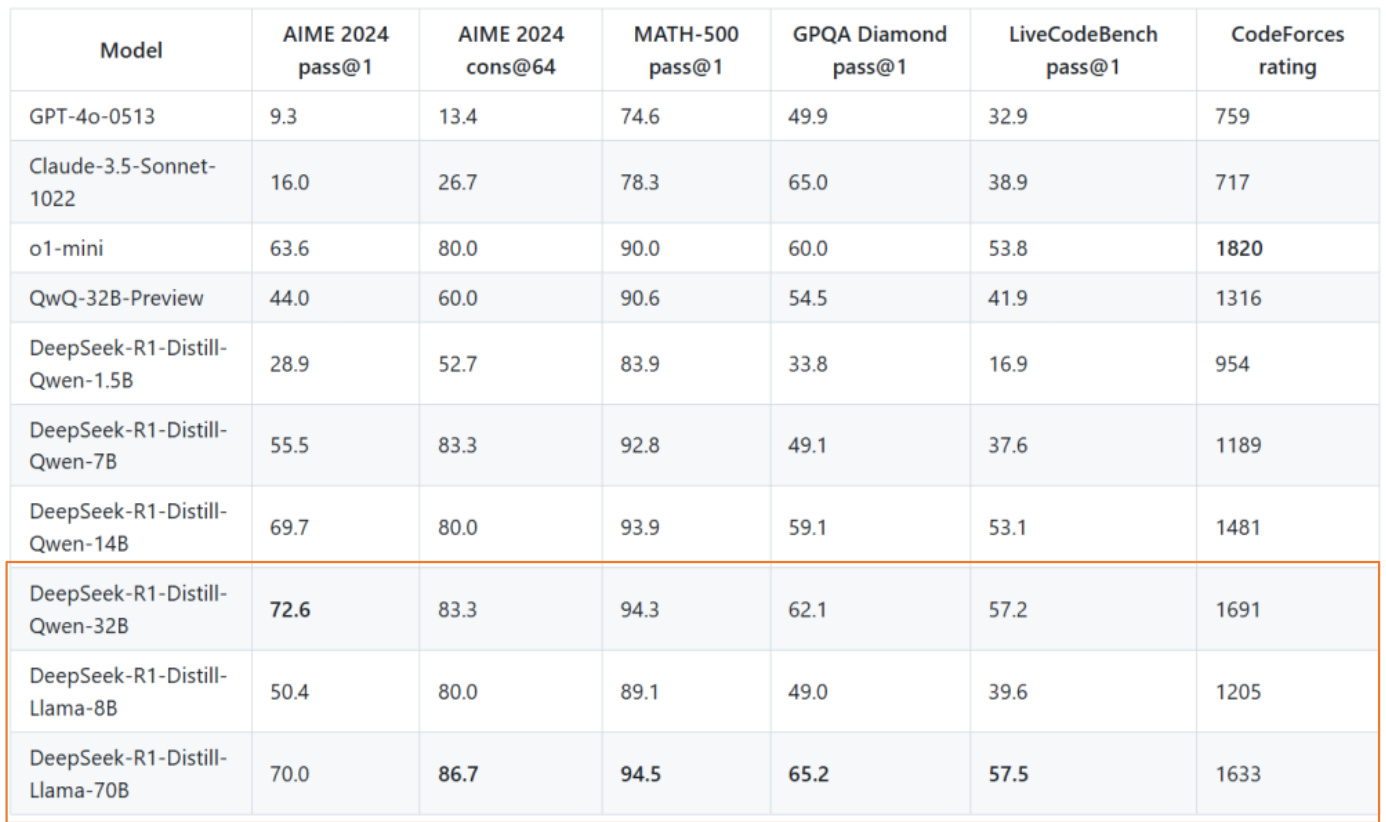 Model AIME 2024 pass@1 AIME 2024 cons@64 MATH-500 pass@1 GPQA Diamond pass@1 LiveCodeBench pass@1 CodeForces rating
GPT-4o-0513 9.3 13.4 74.6 49.9 32.9 759
Claude-3.5-Sonnet-1022 16.0 26.7 78.3 65.0 38.9 717
o1-mini 63.6 80.0 90.0 60.0 53.8 1820
QwQ-32B-Preview 44.0 60.0 90.6 54.5 41.9 1316
DeepSeek-R1-Distill-Qwen-1.5B 28.9 52.7 83.9 33.8 16.9 954
DeepSeek-R1-Distill-Qwen-7B 55.5 83.3 92.8 49.1 37.6 1189
DeepSeek-R1-Distill-Qwen-14B 69.7 80.0 93.9 59.1 53.1 1481
DeepSeek-R1-Distill-Qwen-32B 72.6 83.3 94.3 62.1 57.2 1691
DeepSeek-R1-Distill-Llama-8B 50.4 80.0 89.1 49.0 39.6 1205
DeepSeek-R1-Distill-Llama-70B 70.0 86.7 94.5 65.2 57.5 1633